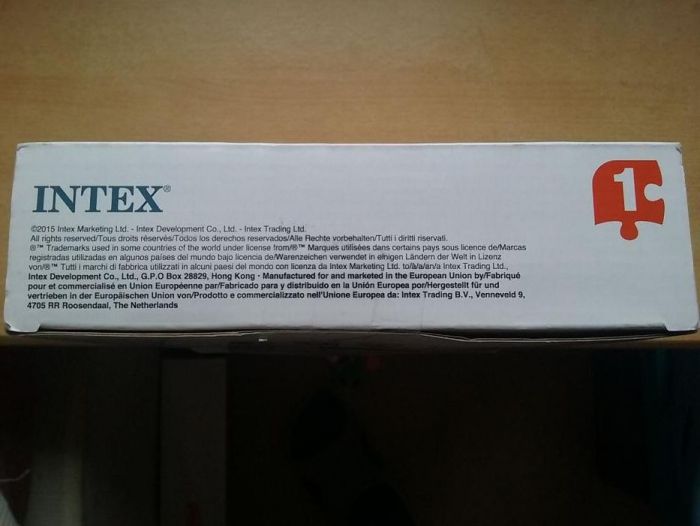 INTEX®
1
©2015 Intex Marketing Ltd. - Intex Development Co., Ltd. - Intex Trading Ltd.
All rights reserved/Tous droits réservés/Todos los derechos reservados/Alle Rechte vorbehalten/Tutti i diritti riservati.
®™ Trademarks used in some countries of the world under license from/®™ Marques utilisées dans certains pays sous licence de/Marcas
registradas utilizadas en algunos países del mundo bajo licencia de/Warenzeichen verwendet in einigen Ländern der Welt in Lizenz
von/®™ Tutti i marchi di fabbrica utilizzati in alcuni paesi del mondo con licenza da Intex Marketing Ltd. to/à/a/an/a Intex Trading Ltd.,
Intex Development Co., Ltd., G.P.O Box 28829, Hong Kong - Manufactured for and marketed in the European Union by/Fabriqué
pour et commercialisé en Union Européenne par/Fabricado para y distribuido en la Unión Europea por/Hergestellt für und
vertrieben in der Europäischen Union von/Prodotto e commercializzato nell'Unione Europea da: Intex Trading B.V., Venneveld 9,
4705 RR Roosendaal, The Netherlands